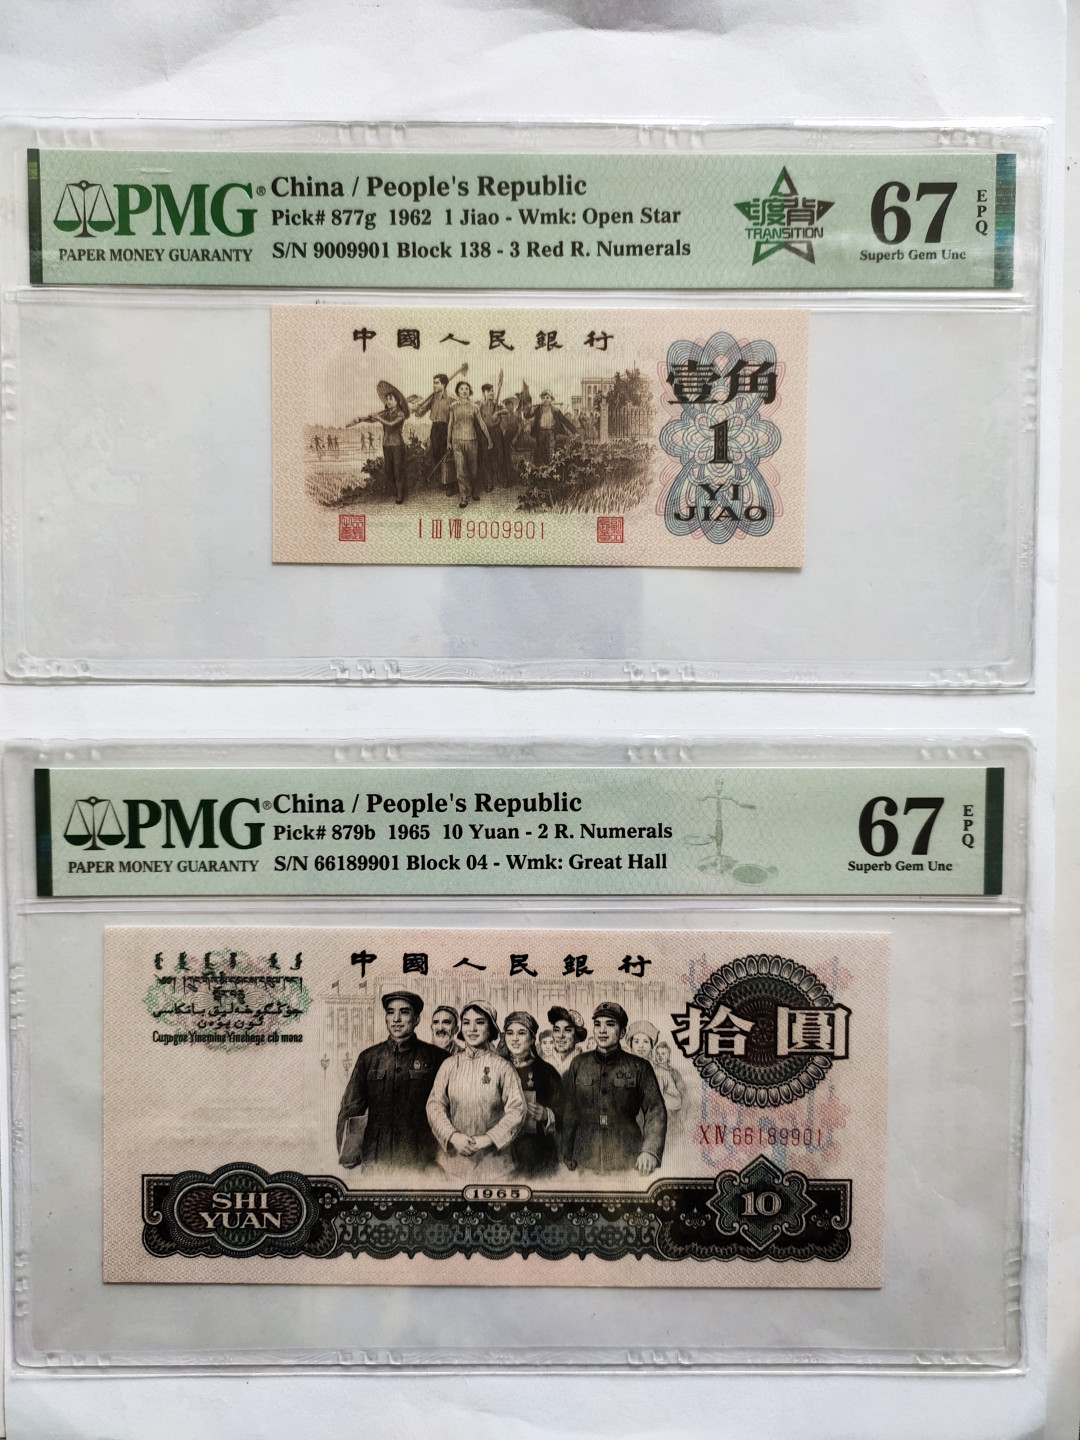 PMG®
PAPER MONEY GUARANTY
China / People's Republic
Pick# 877g 1962 1 Jiao - Wmk: Open Star
S/N 9009901 Block 138 - 3 Red R. Numerals
渡背
TRANSITION
67
EPQ
Superb Gem Unc
中國人民銀行
壹角
1
YI
JIAO
I III VIII 9009901
PMG®
PAPER MONEY GUARANTY
China / People's Republic
Pick# 879b 1965 10 Yuan - 2 R. Numerals
S/N 66189901 Block 04 - Wmk: Great Hall
67
EPQ
Superb Gem Unc
中國人民銀行
拾圓
XIV 66189901
SHI
YUAN
1965
10